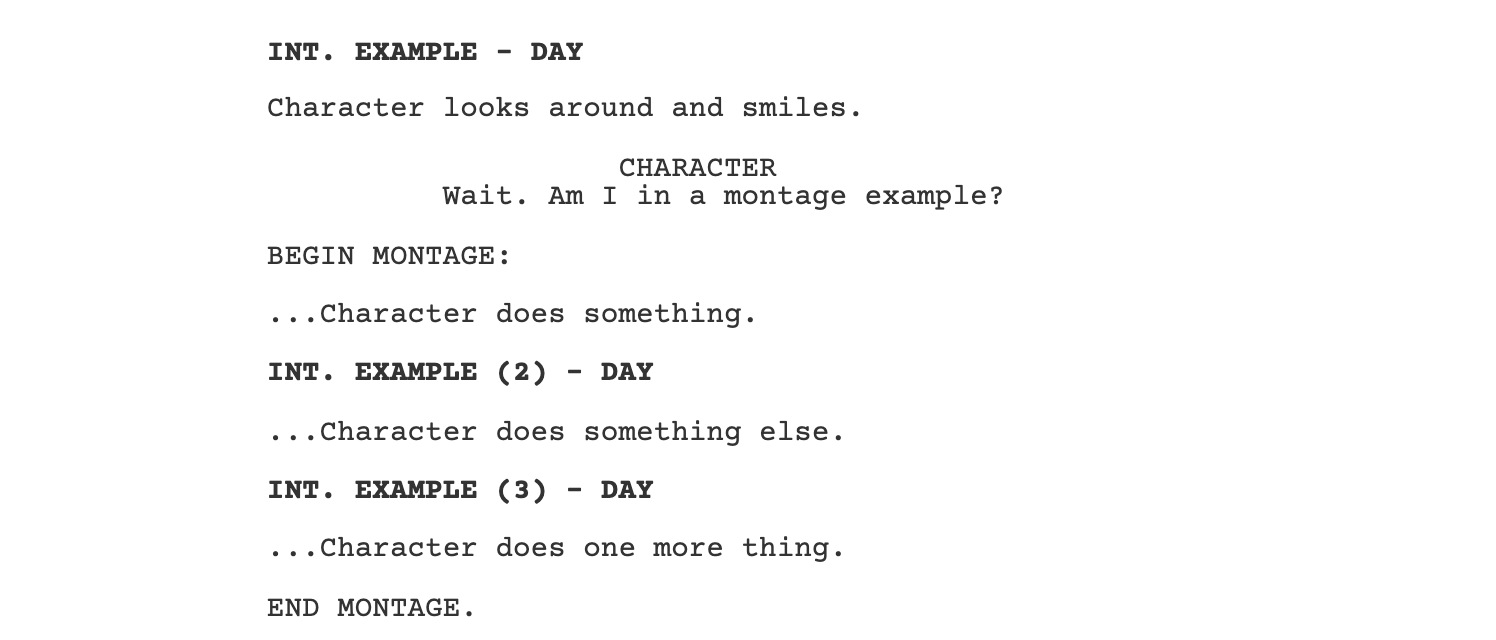 INT. EXAMPLE - DAY
Character looks around and smiles.
CHARACTER
Wait. Am I in a montage example?
BEGIN MONTAGE:
...Character does something.
INT. EXAMPLE (2) - DAY
...Character does something else.
INT. EXAMPLE (3) - DAY
...Character does one more thing.
END MONTAGE.